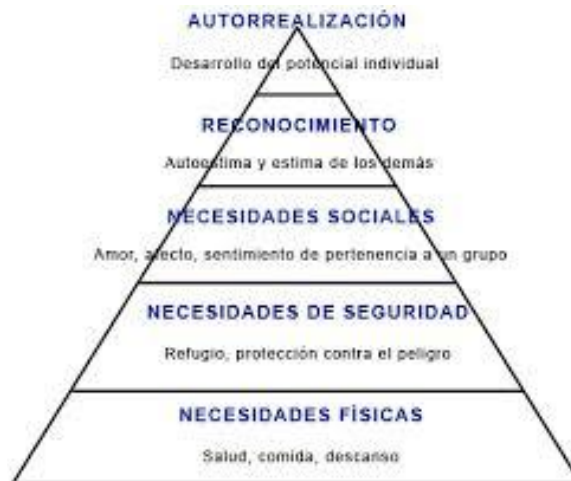 AUTORREALIZACIÓN
Desarrollo del potencial individual
RECONOCIMIENTO
Autoestima y estima de los demás
NECESIDADES SOCIALES
Amor, afecto, sentimiento de pertenencia a un grupo
NECESIDADES DE SEGURIDAD
Refugio, protección contra el peligro
NECESIDADES FÍSICAS
Salud, comida, descanso